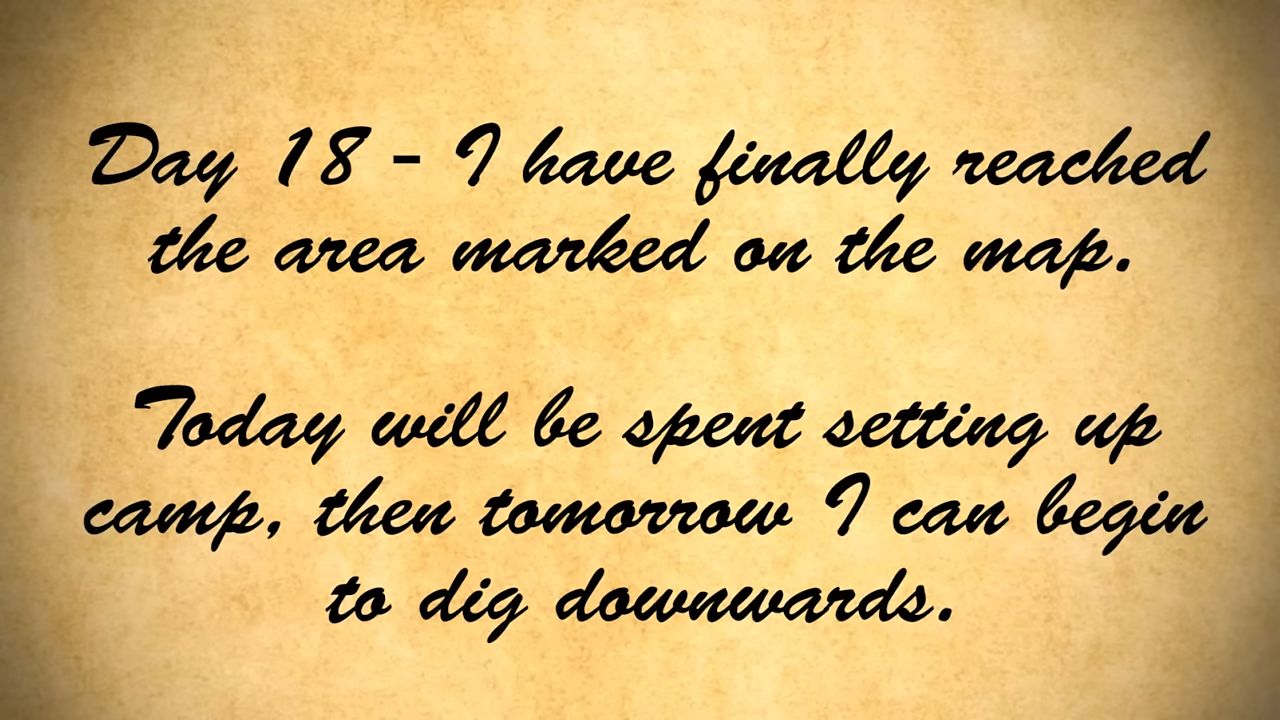 Day 18 - I have finally reached
the area marked on the map.
Today will be spent setting up
camp, then tomorrow I can begin
to dig downwards.